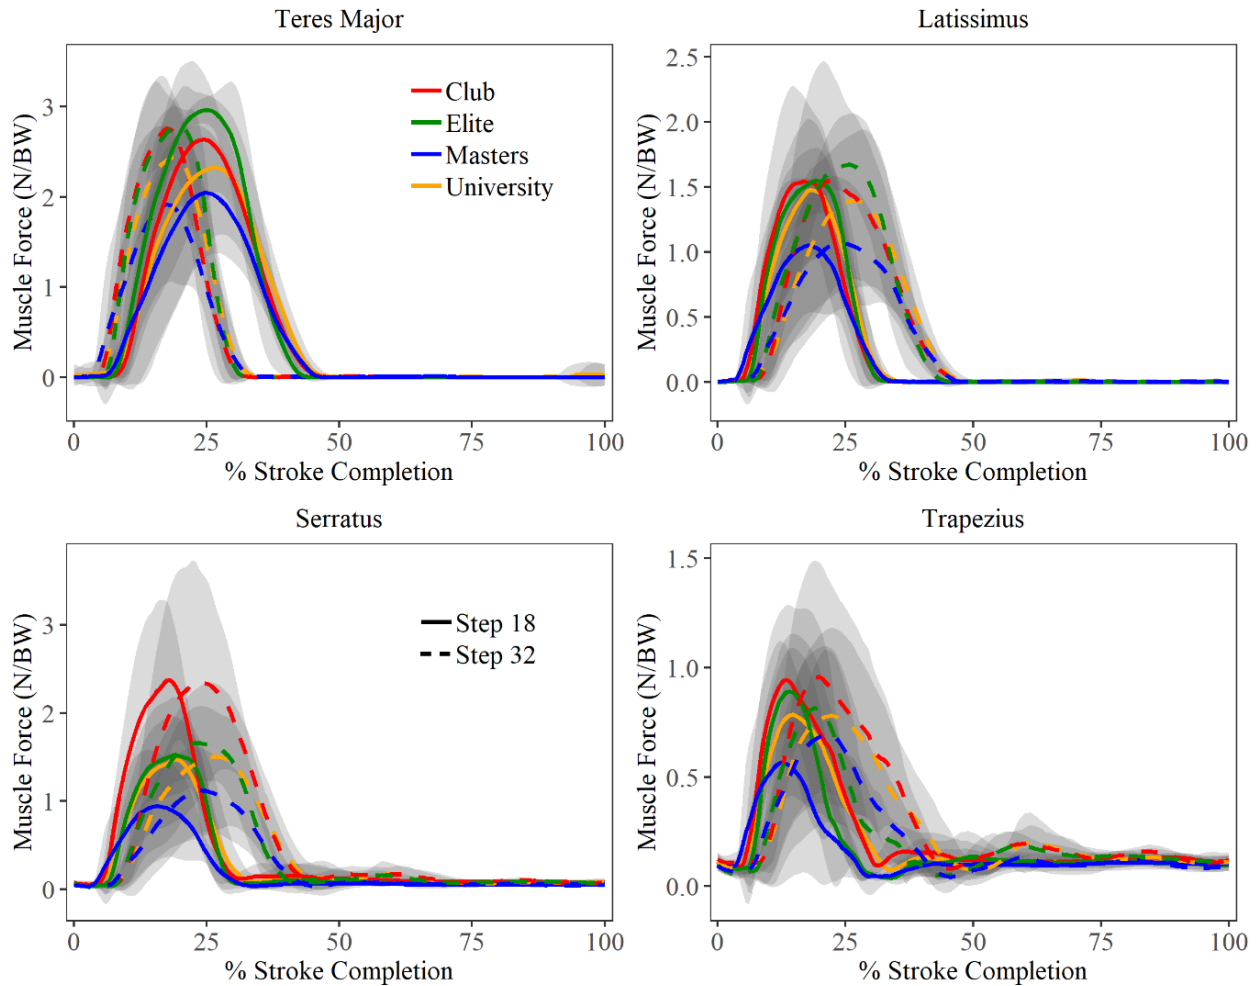 Teres Major
Muscle Force (N/BW)
3
2
1
0
Club
Elite
Masters
University
0 25 50 75 100
% Stroke Completion
Latissimus
Muscle Force (N/BW)
2.5
2.0
1.5
1.0
0.5
0.0
0 25 50 75 100
% Stroke Completion
Serratus
Muscle Force (N/BW)
3
2
1
0
Step 18
Step 32
0 25 50 75 100
% Stroke Completion
Trapezius
Muscle Force (N/BW)
1.5
1.0
0.5
0.0
0 25 50 75 100
% Stroke Completion